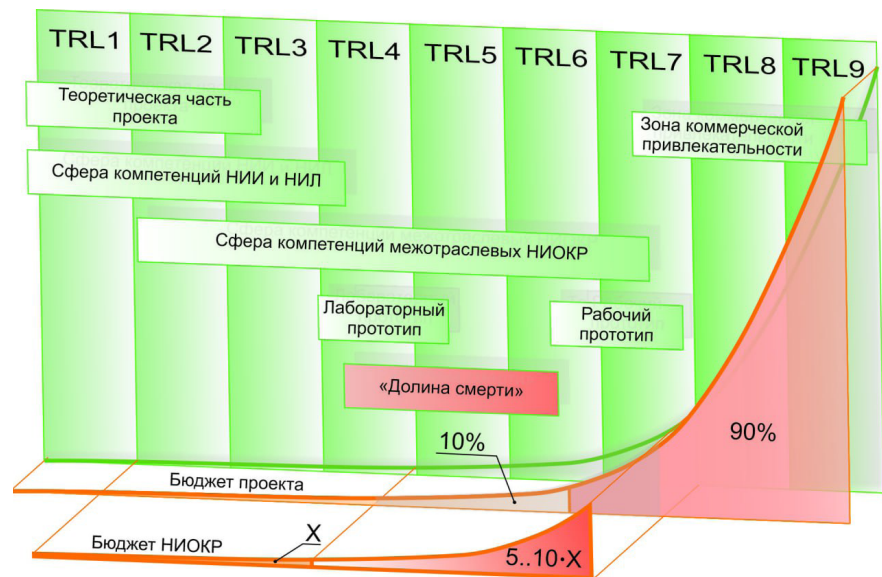 TRL1 TRL2 TRL3 TRL4 TRL5 TRL6 TRL7 TRL8 TRL9
Теоретическая часть
проекта
Зона коммерческой
привлекательности
Сфера компетенций НИИ и НИЛ
Сфера компетенций межотраслевых НИОКР
Лабораторный
прототип
Рабочий
прототип
«Долина смерти»
10%
90%
Бюджет проекта
X
Бюджет НИОКР
5..10·X